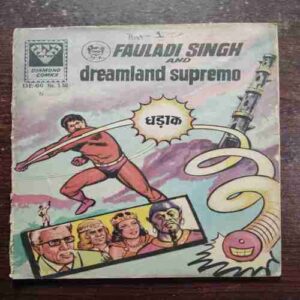 FAULADI SINGH
AND
dreamland supremo
DIAMOND
COMICS
धड़ाक